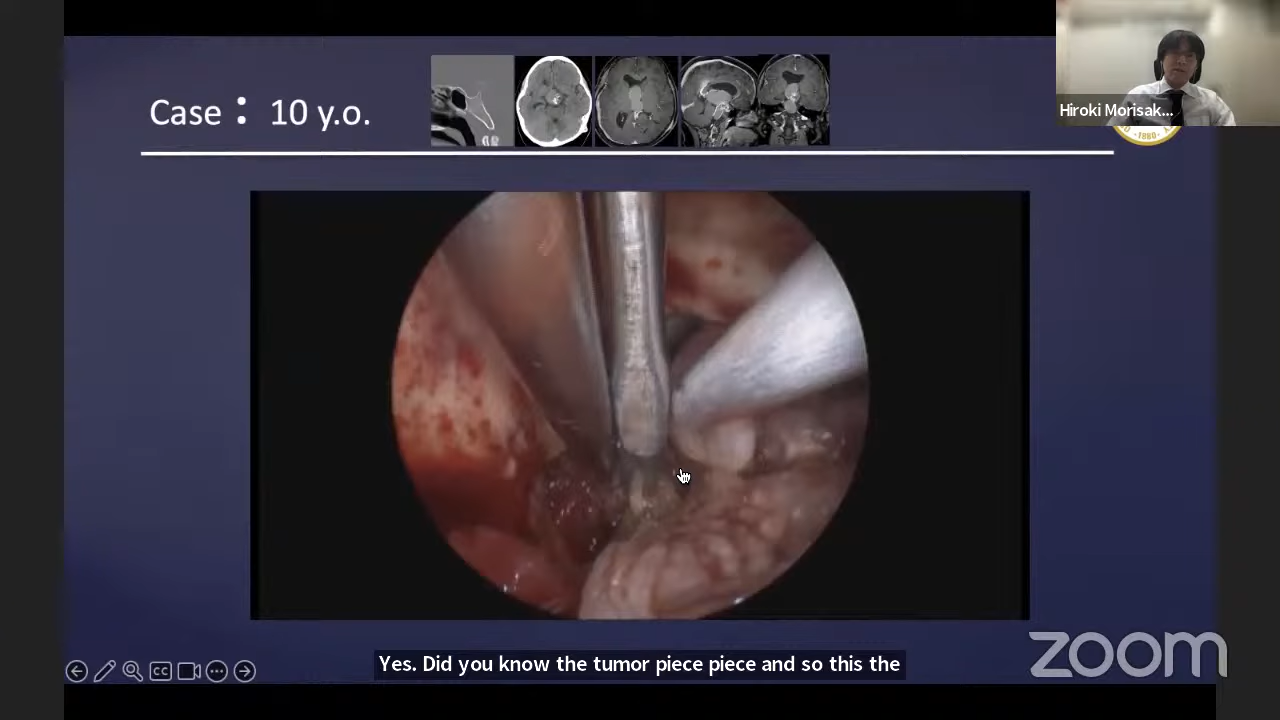 Case： 10 y.o.
Hiroki Morisak...
Yes. Did you know the tumor piece piece and so this the
zoom